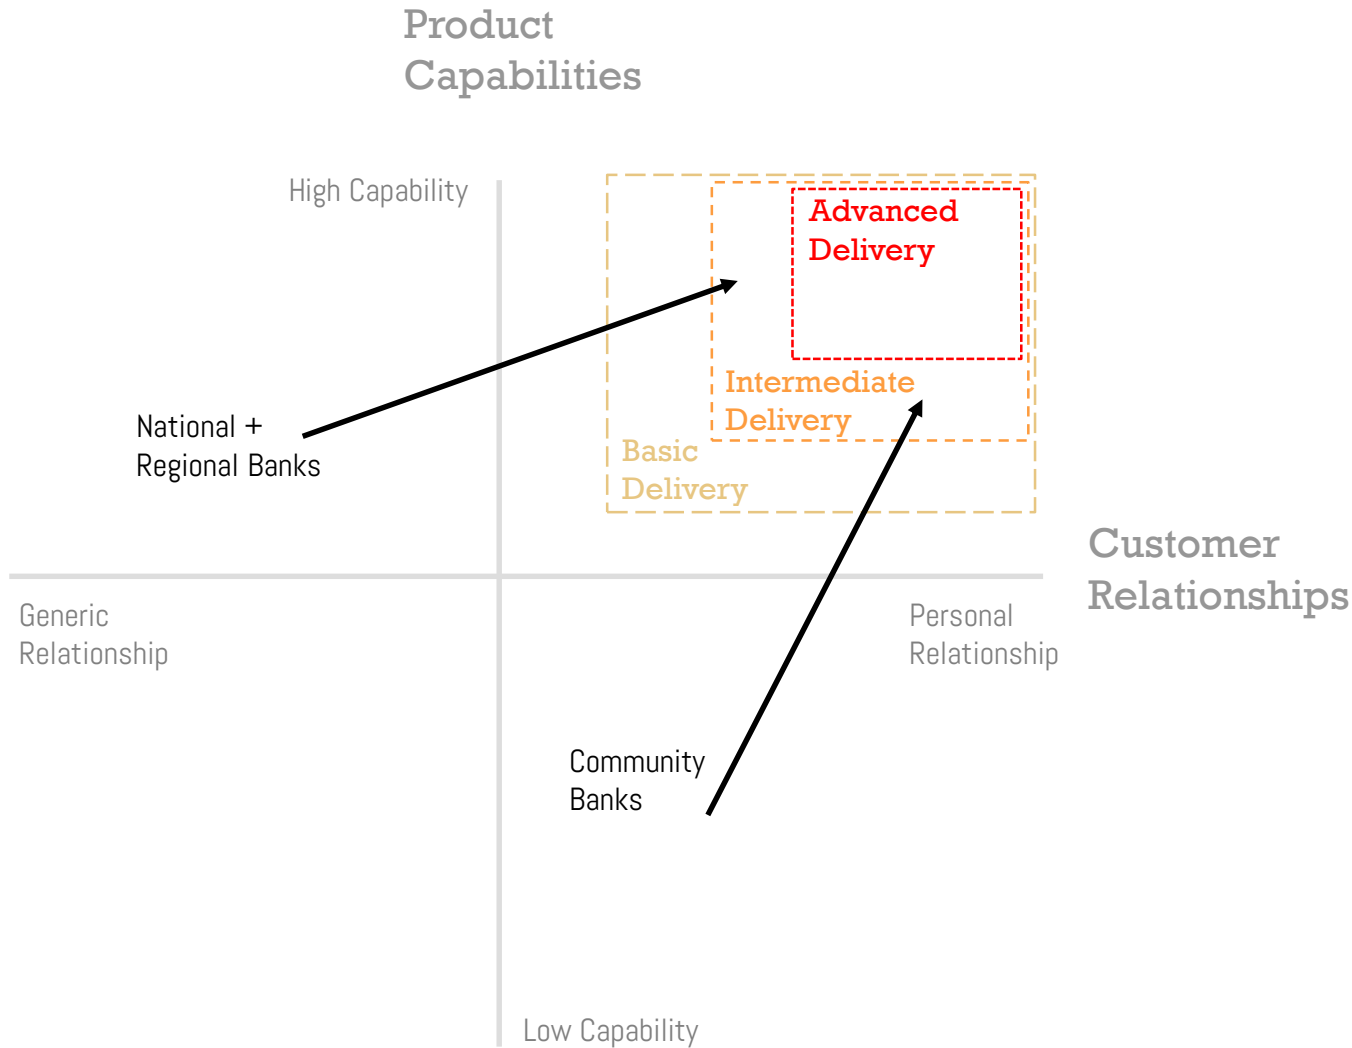 Product
Capabilities
High Capability
Advanced
Delivery
Intermediate
Delivery
National +
Regional Banks
Basic
Delivery
Customer
Relationships
Generic
Relationship
Personal
Relationship
Community
Banks
Low Capability